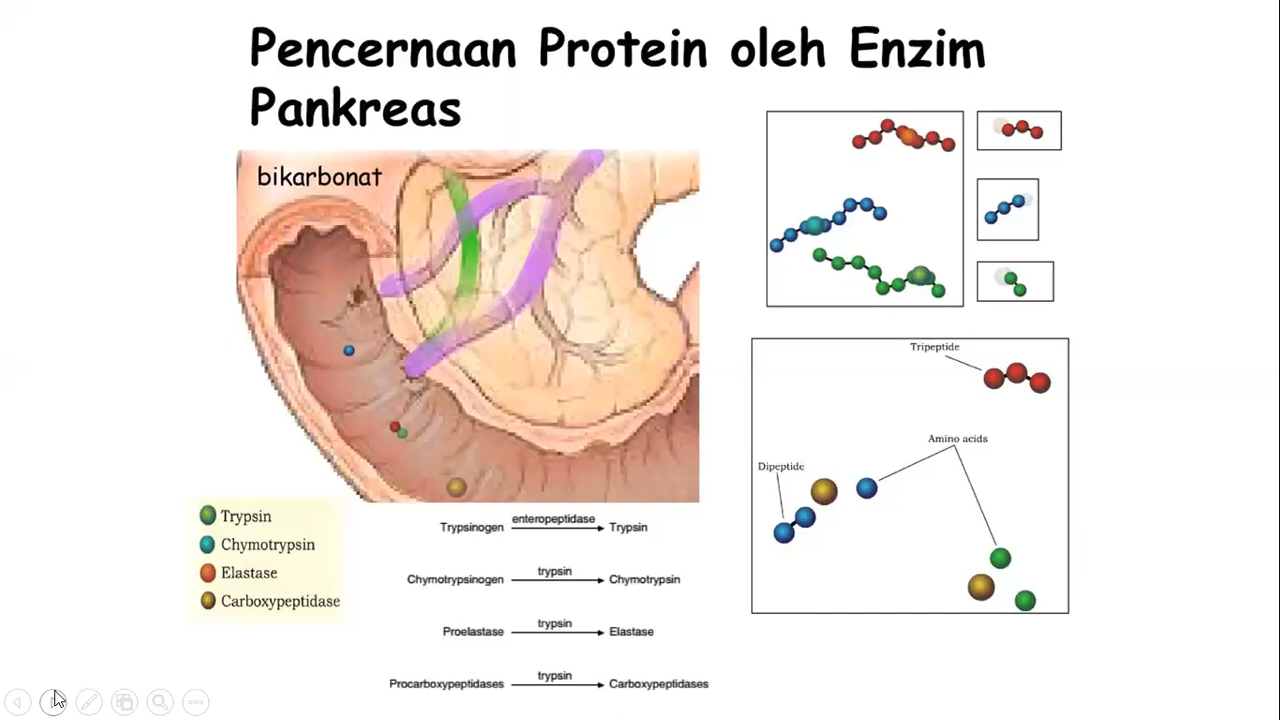 Pencernaan Protein oleh Enzim
Pankreas
bikarbonat
Trypsin
Chymotrypsin
Elastase
Carboxypeptidase
Trypsinogen enteropeptidase Trypsin
Chymotrypsinogen trypsin Chymotrypsin
Proelastase trypsin Elastase
Procarboxypeptidases trypsin Carboxypeptidases
Tripeptide
Amino acids
Dipeptide